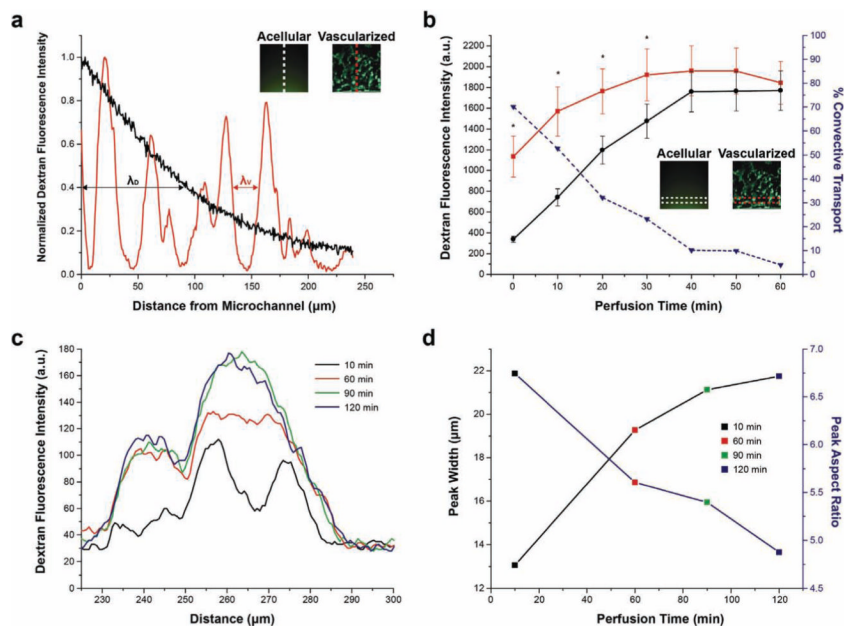 a
Acellular Vascularized
λD
λV
1.0
0.8
0.6
0.4
0.2
0.0
Normalized Dextran Fluorescence Intensity
0 50 100 150 200 250 300
Distance from Microchannel (μm)
b
2200
2000
1800
1600
1400
1200
1000
800
600
400
200
0
Dextran Fluorescence Intensity (a.u.)
* * * *
Acellular Vascularized
100
90
80
70
60
50
40
30
20
10
0
% Convective Transport
0 10 20 30 40 50 60
Perfusion Time (min)
c
180
160
140
120
100
80
60
40
20
0
Dextran Fluorescence Intensity (a.u.)
10 min
60 min
90 min
120 min
225 230 240 250 260 270 280 290 300
Distance (μm)
d
22
20
18
16
14
12
Peak Width (μm)
10 min
60 min
90 min
120 min
7.0
6.5
6.0
5.5
5.0
4.5
Peak Aspect Ratio
0 20 40 60 80 100 120
Perfusion Time (min)